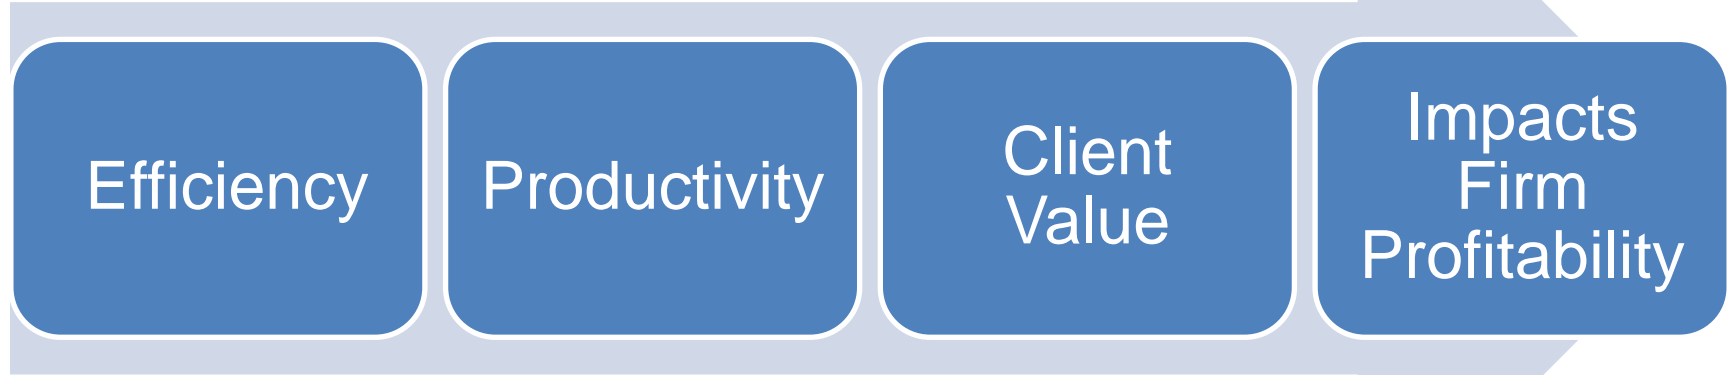 Efficiency
Productivity
Client
Value
Impacts
Firm
Profitability